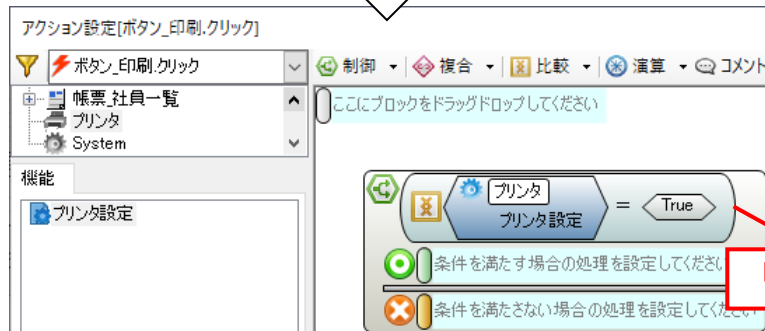 アクション設定[ボタン_印刷.クリック]
ボタン_印刷.クリック
制御 複合 比較 演算 コメント
帳票_社員一覧
プリンタ
System
ここにブロックをドラッグドロップしてください
機能
プリンタ設定
プリンタ
プリンタ設定 = True
条件を満たす場合の処理を設定してくださ
条件を満たさない場合の処理を設定してください